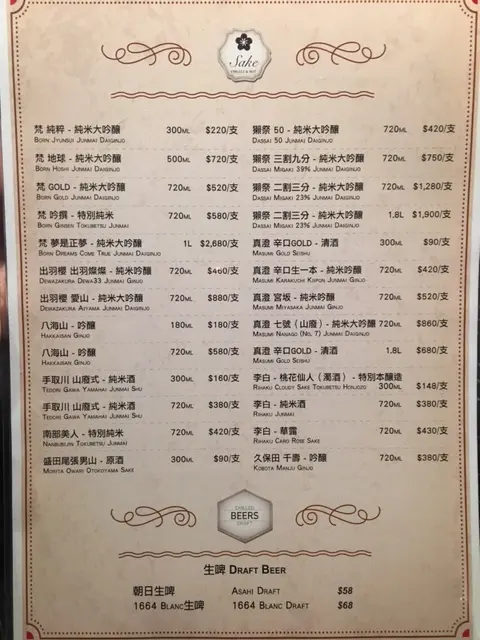 Sake
CHILLED & HOT
梵 純粹 - 純米大吟釀 300ML $220/支
BORN JYUNSUI JUNMAI DAIGINJO
梵 地球 - 純米大吟釀 500ML $720/支
BORN HOSHI JUNMAI DAIGINJO
梵 GOLD - 純米大吟釀 720ML $520/支
BORN GOLD JUNMAI DAIGINJO
梵 吟撰 - 特別純米 720ML $580/支
BORN GINSEN TOKUBETSU JUNMAI
梵 夢是正夢 - 純米大吟釀 1L $2,680/支
BORN DREAMS COME TRUE JUNMAI DAIGINJO
出羽櫻 出羽燦燦 - 純米吟釀 720ML $460/支
DEWAZAKURA DEWA33 JUNMAI GINJO
出羽櫻 愛山 - 純米大吟釀 720ML $880/支
DEWAZAKURA AIYAMA JUNMAI DAIGINJO
八海山 - 吟釀 180ML $180/支
HAKKAISAN GINJO
八海山 - 吟釀 720ML $580/支
HAKKAISAN GINJO
手取川 山廢式 - 純米酒 300ML $160/支
TEDORI GAWA YAMAHAI JUNMAI SHU
手取川 山廢式 - 純米酒 720ML $380/支
TEDORI GAWA YAMAHAI JUNMAI SHU
南部美人 - 特別純米 720ML $420/支
NANBUBIJIN TOKUBETSU JUNMAI
盛田尾張男山 - 原酒 300ML $90/支
MORITA OWARI OTOKOYAMA SAKE
獺祭 50 - 純米大吟釀 720ML $420/支
DASSAI 50 JUNMAI DAIGINJO
獺祭 三割九分 - 純米大吟釀 720ML $750/支
DASSAI MIGAKI 39% JUNMAI DAIGINJO
獺祭 二割三分 - 純米大吟釀 720ML $1,280/支
DASSAI MIGAKI 23% JUNMAI DAIGINJO
獺祭 二割三分 - 純米大吟釀 1.8L $1,900/支
DASSAI MIGAKI 23% JUNMAI DAIGINJO
真澄 辛口GOLD - 清酒 300ML $90/支
MASUMI GOLD SEISHU
真澄 辛口生一本 - 純米吟釀 720ML $420/支
MASUMI KARAKUCHI KIIPON JUNMAI GINJO
真澄 宮坂 - 純米吟釀 720ML $520/支
MASUMI MIYASAKA JUNMAI GINJO
真澄 七號（山廢）- 純米大吟釀 720ML $860/支
MASUMI NANAGO (NO. 7) JUNMAI DAIGINJO
真澄 辛口GOLD - 清酒 1.8L $680/支
MASUMI GOLD SEISHU
李白 - 桃花仙人（濁酒）- 特別本釀造
RIHAKU CLOUDY SAKE TOKUBETSU HONJOZO 300ML $148/支
李白 - 純米酒 720ML $380/支
RIHAKU JUNMAI
李白 - 華露 720ML $430/支
RIHAKU CARO ROSE SAKE
久保田 千壽 - 吟釀 720ML $380/支
KOBOTA MANJU GINJO
CHILLED
BEERS
DRAFT
生啤 DRAFT BEER
朝日生啤 ASAHI DRAFT $58
1664 BLANC生啤 1664 BLANC DRAFT $68